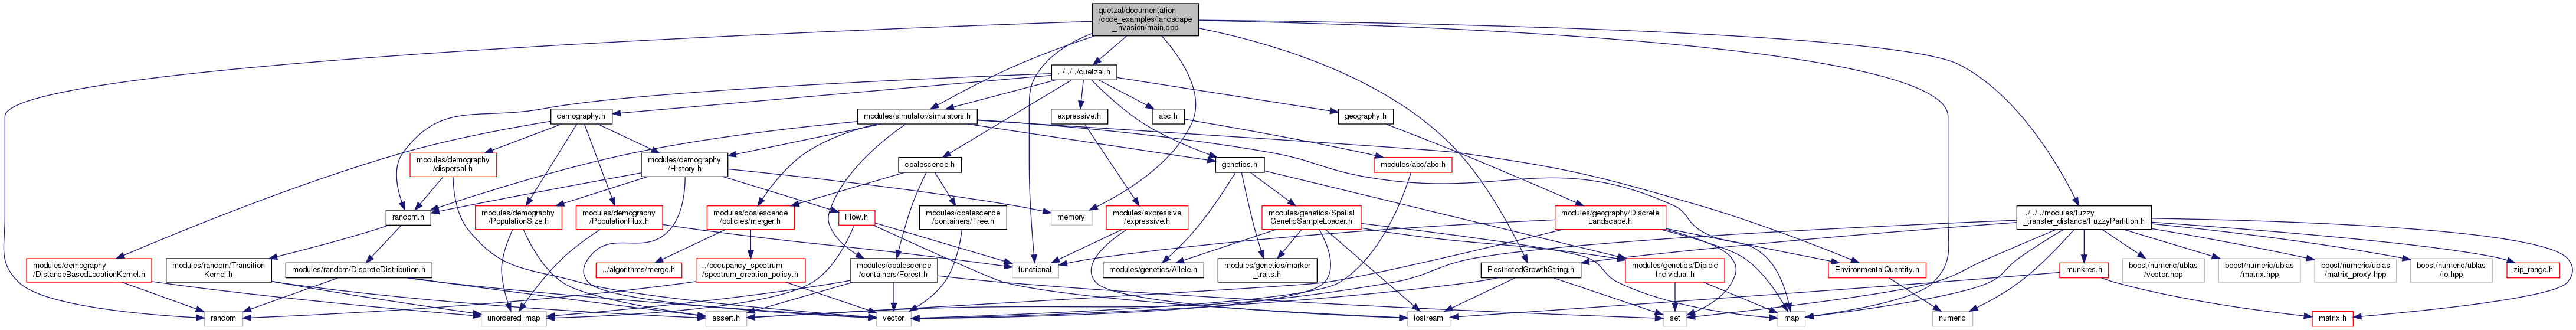 quetzal/documentation
/code_examples/landscape
_invasion/main.cpp
../../../quetzal.h
demography.h
modules/simulator/simulators.h
expressive.h
abc.h
geography.h
modules/demography
/dispersal.h
modules/demography
/History.h
coalescence.h
genetics.h
modules/abc/abc.h
random.h
modules/demography
/PopulationSize.h
modules/demography
/PopulationFlux.h
modules/coalescence
/policies/merger.h
Flow.h
modules/coalescence
/containers/Tree.h
memory
modules/expressive
/expressive.h
modules/genetics/Spatial
GeneticSampleLoader.h
modules/geography/Discrete
Landscape.h
../../../modules/fuzzy
_transfer_distance/FuzzyPartition.h
modules/demography
/DistanceBasedLocationKernel.h
modules/random/Transition
Kernel.h
modules/random/DiscreteDistribution.h
../algorithms/merge.h
../occupancy_spectrum
/spectrum_creation_policy.h
modules/coalescence
/containers/Forest.h
functional
modules/genetics/Allele.h
modules/genetics/marker
_traits.h
RestrictedGrowthString.h
modules/genetics/Diploid
Individual.h
EnvironmentalQuantity.h
munkres.h
boost/numeric/ublas
/vector.hpp
boost/numeric/ublas
/matrix.hpp
boost/numeric/ublas
/matrix_proxy.hpp
boost/numeric/ublas
/io.hpp
zip_range.h
random
unordered_map
assert.h
vector
iostream
set
map
numeric
matrix.h